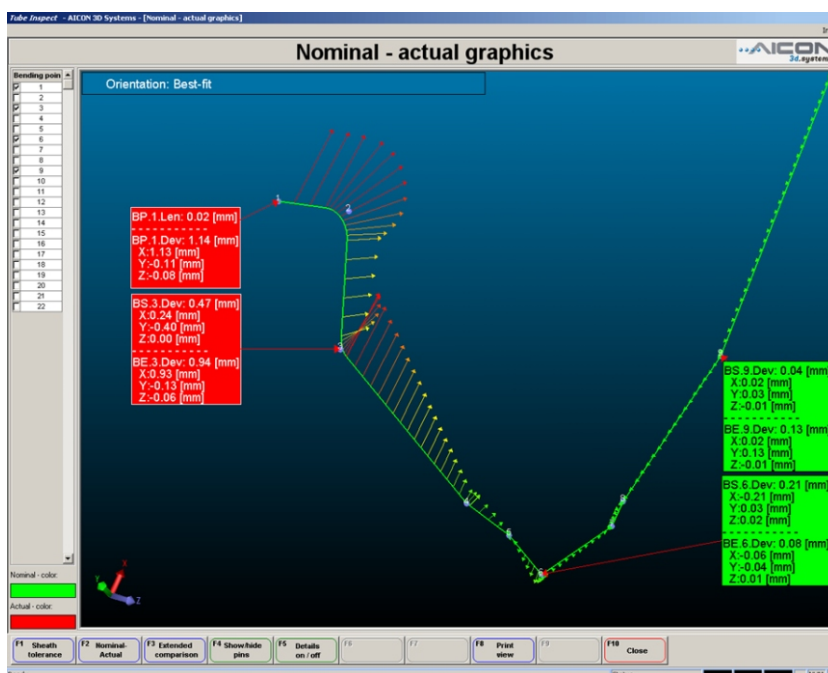 Tube Inspect - AICON 3D Systems - [Nominal - actual graphics]
Nominal - actual graphics
AICON
3d.system
Bending poin
1
2
3
4
5
6
7
8
9
10
11
12
13
14
15
16
17
18
19
20
21
22
Orientation: Best-fit
1
2
BP.1.Len: 0.02 [mm]
BP.1.Dev: 1.14 [mm]
X:1.13 [mm]
Y:-0.11 [mm]
Z:-0.08 [mm]
BS.3.Dev: 0.47 [mm]
X:0.24 [mm]
Y:-0.40 [mm]
Z:0.00 [mm]
BE.3.Dev: 0.94 [mm]
X:0.93 [mm]
Y:-0.13 [mm]
Z:-0.06 [mm]
3
BS.9.Dev: 0.04 [mm]
X:0.02 [mm]
Y:0.03 [mm]
Z:-0.01 [mm]
BE.9.Dev: 0.13 [mm]
X:0.02 [mm]
Y:0.13 [mm]
Z:-0.01 [mm]
BS.6.Dev: 0.21 [mm]
X:-0.21 [mm]
Y:0.03 [mm]
Z:0.02 [mm]
BE.6.Dev: 0.08 [mm]
X:-0.06 [mm]
Y:-0.04 [mm]
Z:0.01 [mm]
X
Y
Z
Nominal - color:
Actual - color:
F1 Sheath tolerance
F2 Nominal- Actual
F3 Extended comparison
F4 Show/hide pins
F5 Details on / off
F6
F7
F8 Print view
F9
F10 Close